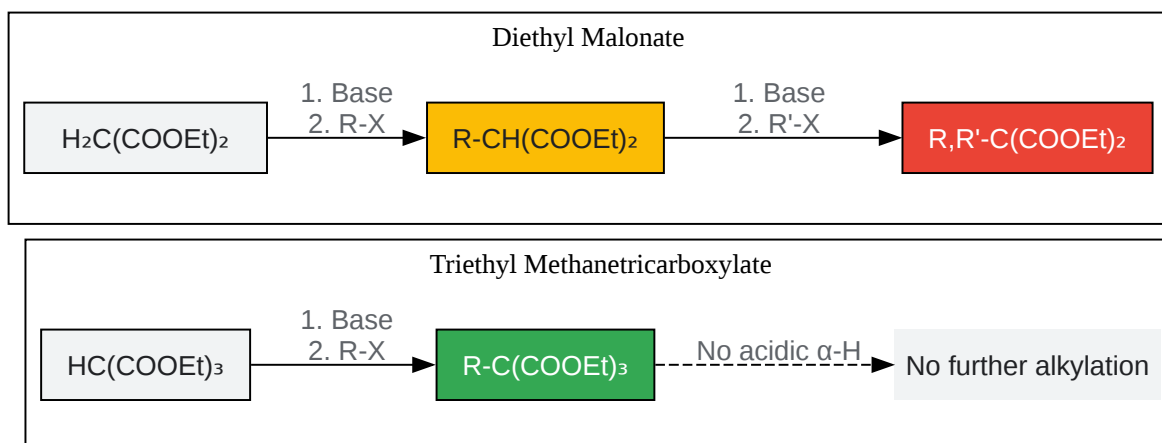 Diethyl Malonate
H₂C(COOEt)₂
1. Base
2. R-X
R-CH(COOEt)₂
1. Base
2. R'-X
R,R'-C(COOEt)₂
Triethyl Methanetricarboxylate
HC(COOEt)₃
1. Base
2. R-X
R-C(COOEt)₃
No acidic α-H
No further alkylation